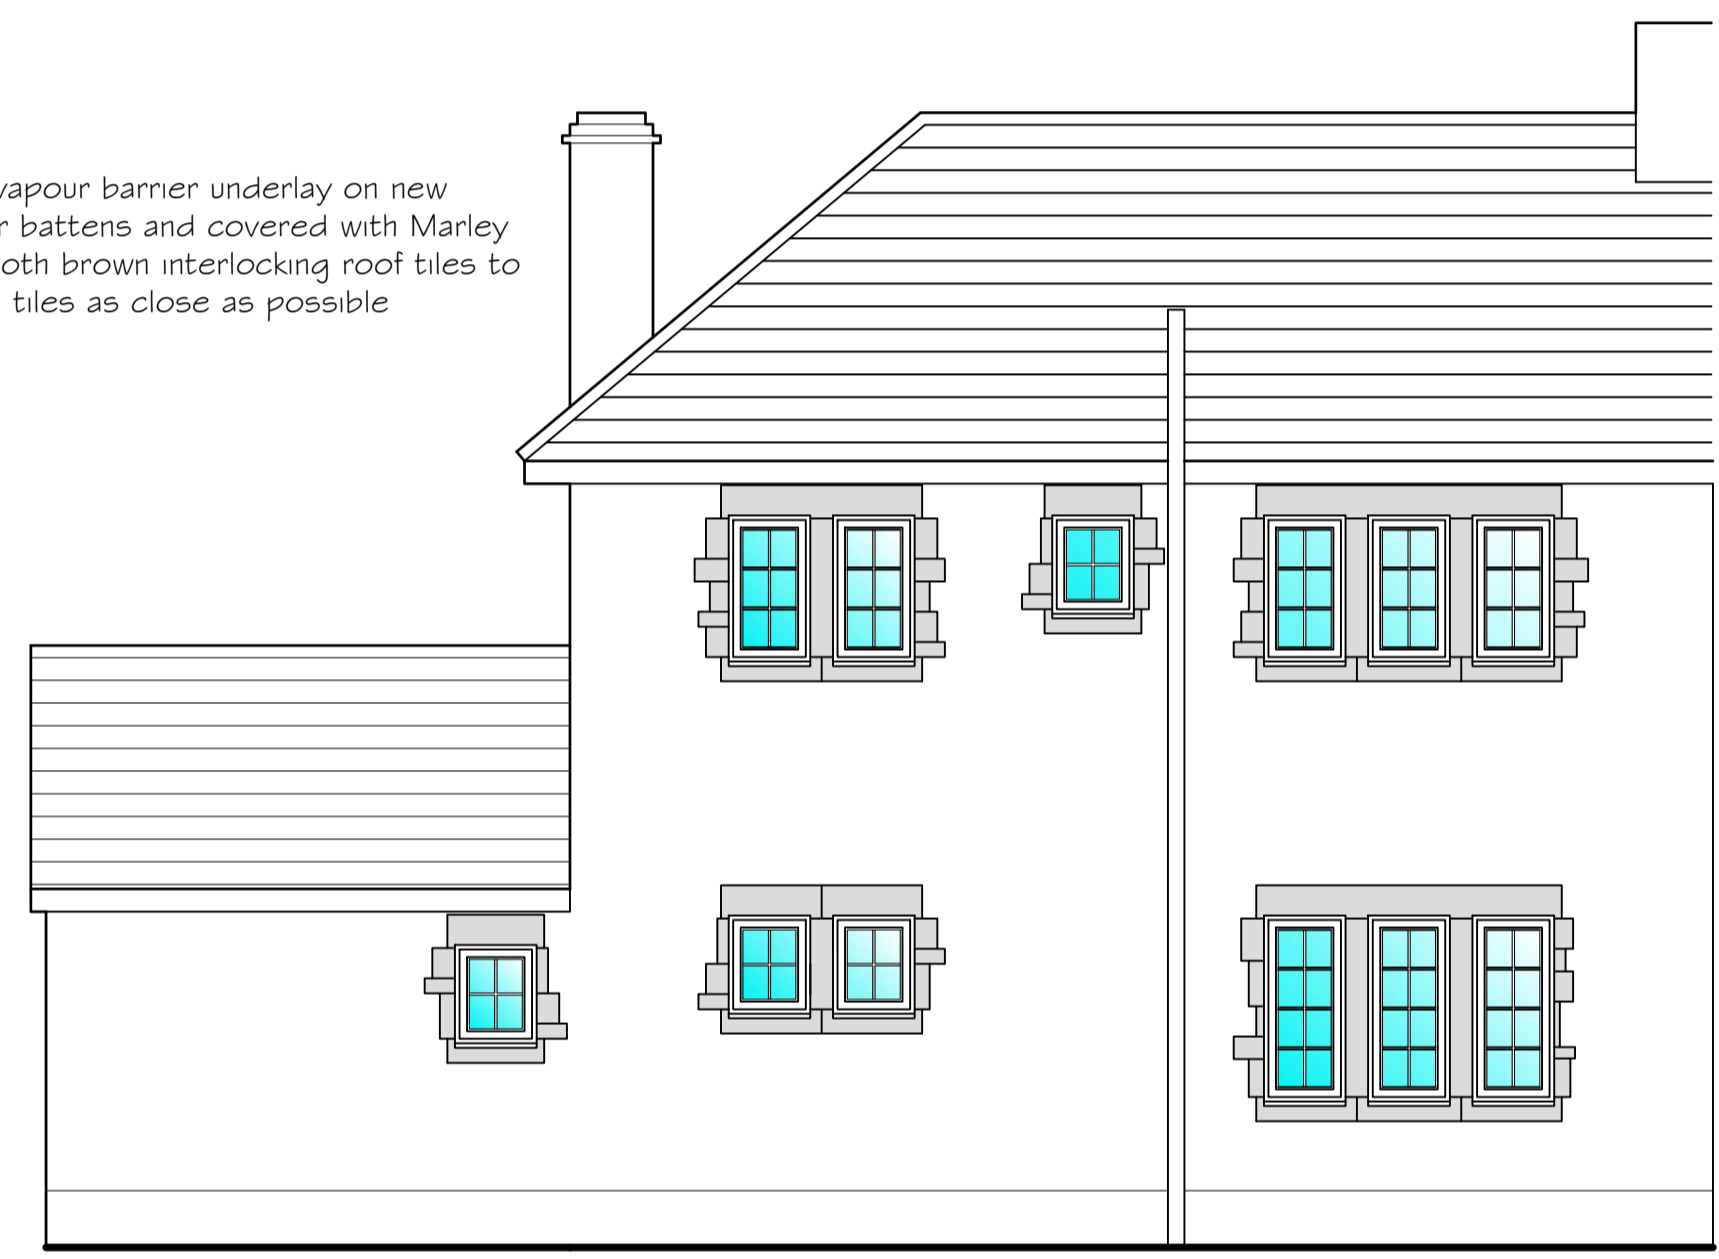 vapour barrier underlay on new
battens and covered with Marley
brown interlocking roof tiles to
tiles as close as possible